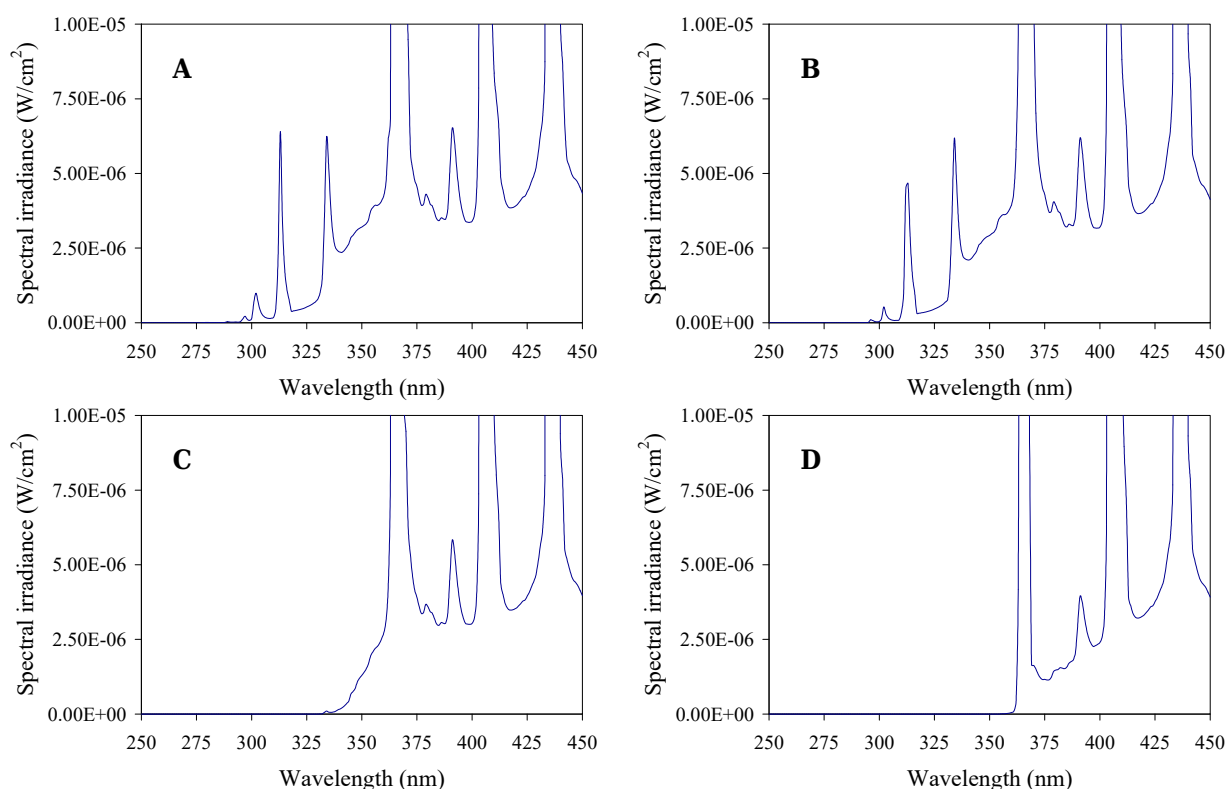 A
Spectral irradiance (W/cm²)
1.00E-05
7.50E-06
5.00E-06
2.50E-06
0.00E+00
250 275 300 325 350 375 400 425 450
Wavelength (nm)
B
Spectral irradiance (W/cm²)
1.00E-05
7.50E-06
5.00E-06
2.50E-06
0.00E+00
250 275 300 325 350 375 400 425 450
Wavelength (nm)
C
Spectral irradiance (W/cm²)
1.00E-05
7.50E-06
5.00E-06
2.50E-06
0.00E+00
250 275 300 325 350 375 400 425 450
Wavelength (nm)
D
Spectral irradiance (W/cm²)
1.00E-05
7.50E-06
5.00E-06
2.50E-06
0.00E+00
250 275 300 325 350 375 400 425 450
Wavelength (nm)